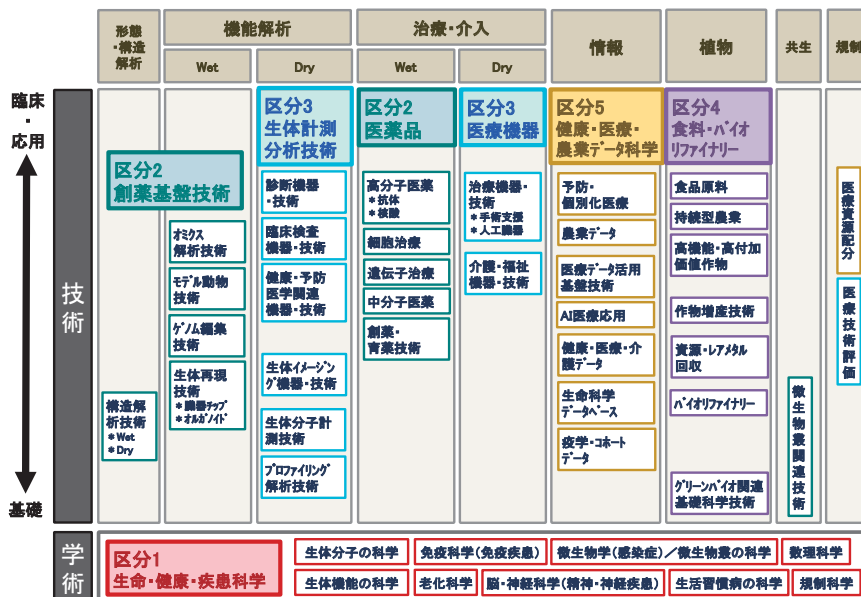 形態
・構造
解析
機能解析
治療・介入
情報
植物
共生
規制
Wet
Dry
Wet
Dry
臨床
・
応用
基礎
技術
区分2
創薬基盤技術
区分3
生体計測
分析技術
区分2
医薬品
区分3
医療機器
区分5
健康・医療・
農業データ科学
区分4
食料・バイオ
リファイナリー
構造解
析技術
＊Wet
＊Dry
オミクス
解析技術
モデル動物
技術
ゲノム編集
技術
生体再現
技術
＊臓器チップ
＊オルガノイド
診断機器
・技術
臨床検査
機器・技術
健康・予防
医学関連
機器・技術
生体イメージン
グ機器・技術
生体分子計
測技術
プロファイリング
解析技術
高分子医薬
＊抗体
＊核酸
細胞治療
遺伝子治療
中分子医薬
創薬・
育薬技術
治療機器・
技術
＊手術支援
＊人工臓器
介護・福祉
機器・技術
予防・
個別化医療
農業データ
医療データ活用
基盤技術
AI医療応用
健康・医療・介
護データ
生命科学
データベース
疫学・コホート
データ
食品原料
持続型農業
高機能・高付加
価値作物
作物増産技術
資源・レアメタル
回収
バイオリファイナリー
グリーンバイオ関連
基礎科学技術
微生物叢関連技術
医療資源配分
医療技術評価
学術
区分1
生命・健康・疾患科学
生体分子の科学
免疫科学(免疫疾患)
微生物学(感染症)／微生物叢の科学
数理科学
生体機能の科学
老化科学
脳・神経科学(精神・神経疾患)
生活習慣病の科学
規制科学